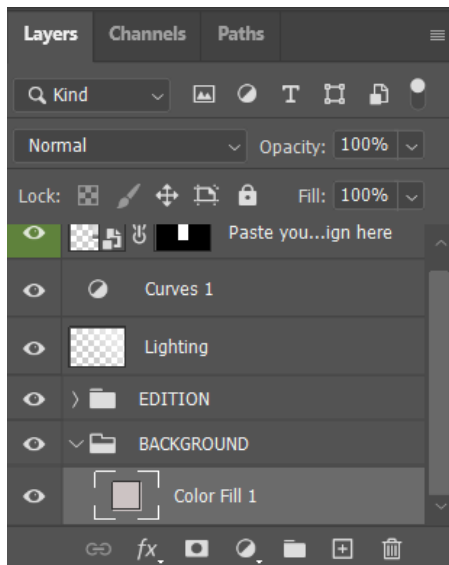 Layers Channels Paths
Kind
Normal Opacity: 100%
Lock: Fill: 100%
Paste you...ign here
Curves 1
Lighting
EDITION
BACKGROUND
Color Fill 1
fx